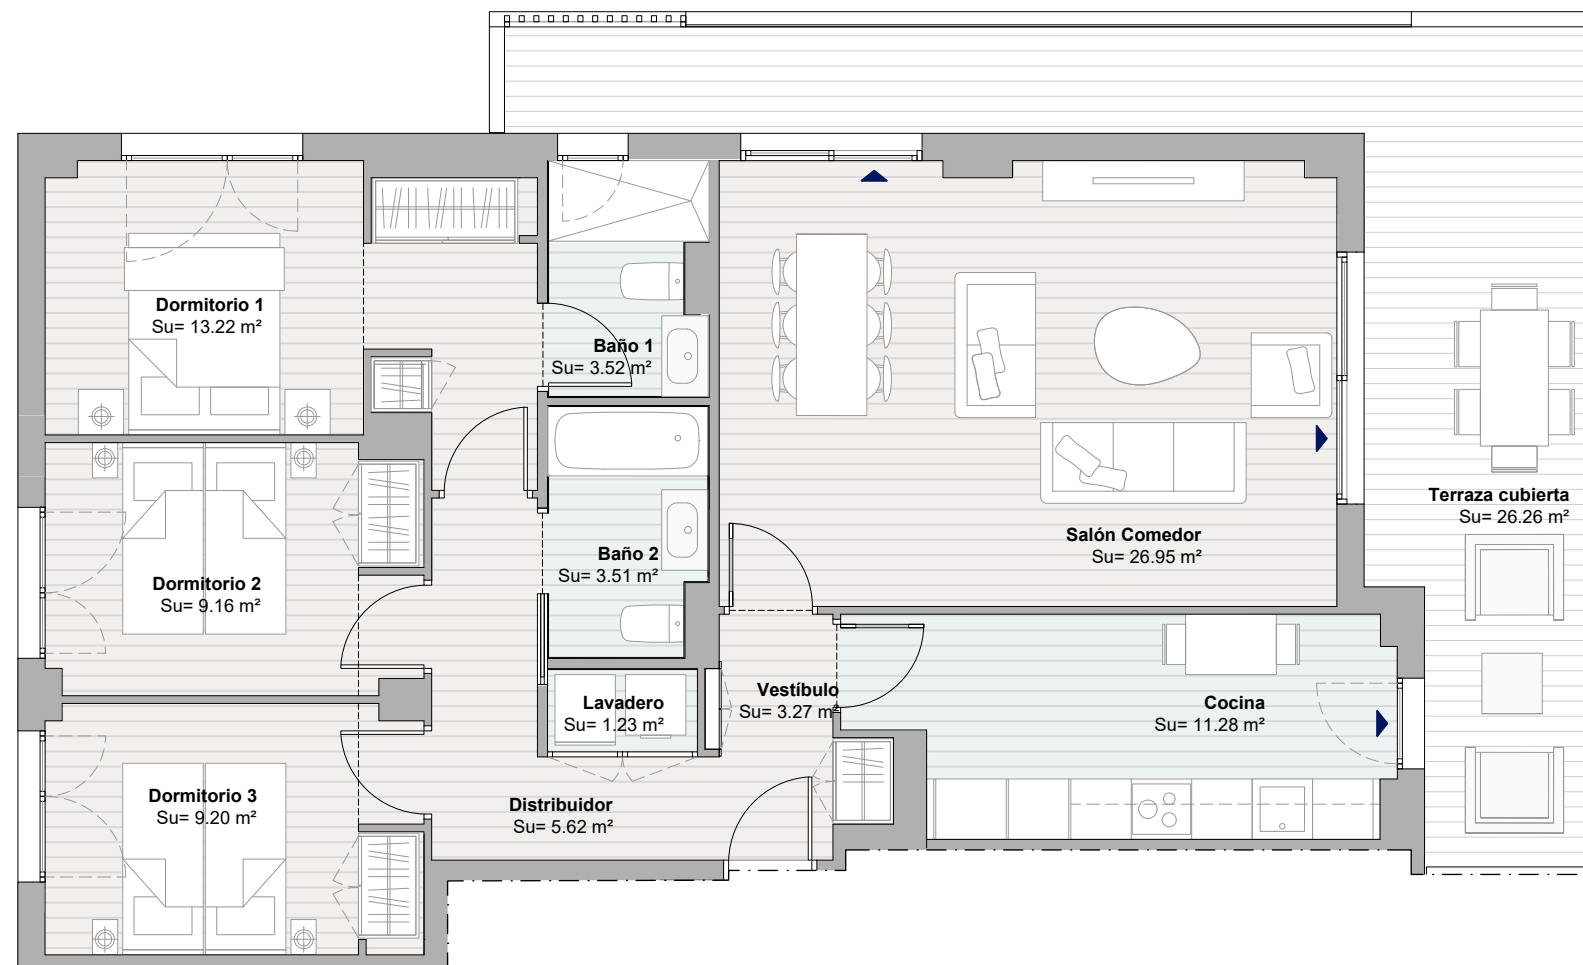 Dormitorio 1
Su= 13.22 m²
Baño 1
Su= 3.52 m²
Terraza cubierta
Su= 26.26 m²
Salón Comedor
Su= 26.95 m²
Baño 2
Su= 3.51 m²
Dormitorio 2
Su= 9.16 m²
Lavadero
Su= 1.23 m²
Vestíbulo
Su= 3.27 m²
Cocina
Su= 11.28 m²
Dormitorio 3
Su= 9.20 m²
Distribuidor
Su= 5.62 m²